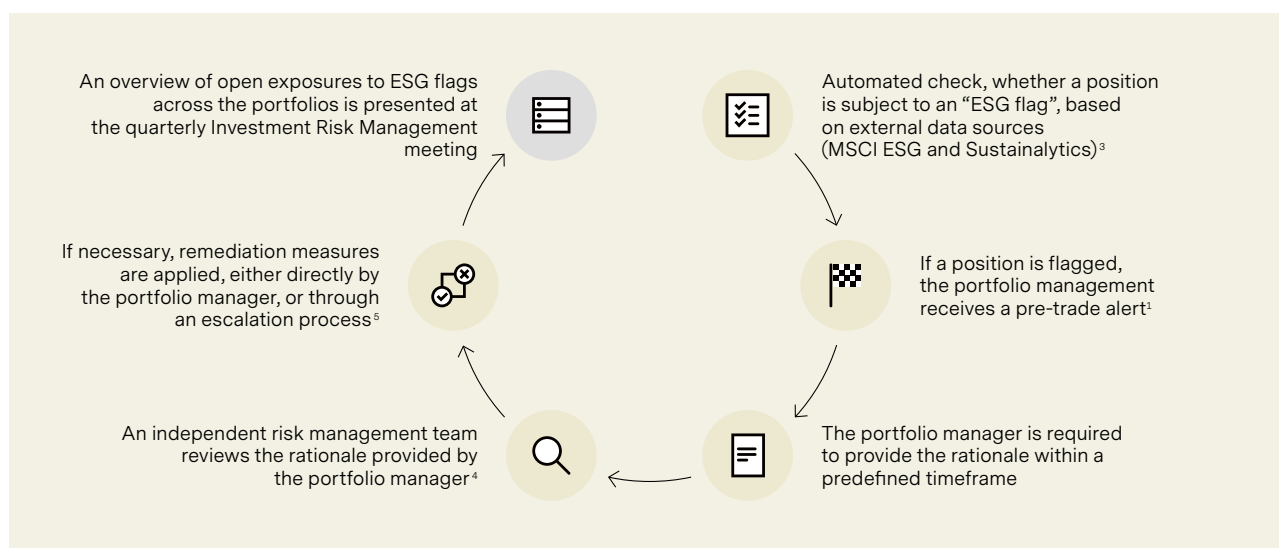 Automated check, whether a position
is subject to an “ESG flag”, based
on external data sources
(MSCI ESG and Sustainalytics)³
If a position is flagged,
the portfolio management
receives a pre-trade alert¹
The portfolio manager is required
to provide the rationale within a
predefined timeframe
An independent risk management team
reviews the rationale provided by
the portfolio manager⁴
If necessary, remediation measures
are applied, either directly by
the portfolio manager, or through
an escalation process⁵
An overview of open exposures to ESG flags
across the portfolios is presented at
the quarterly Investment Risk Management
meeting